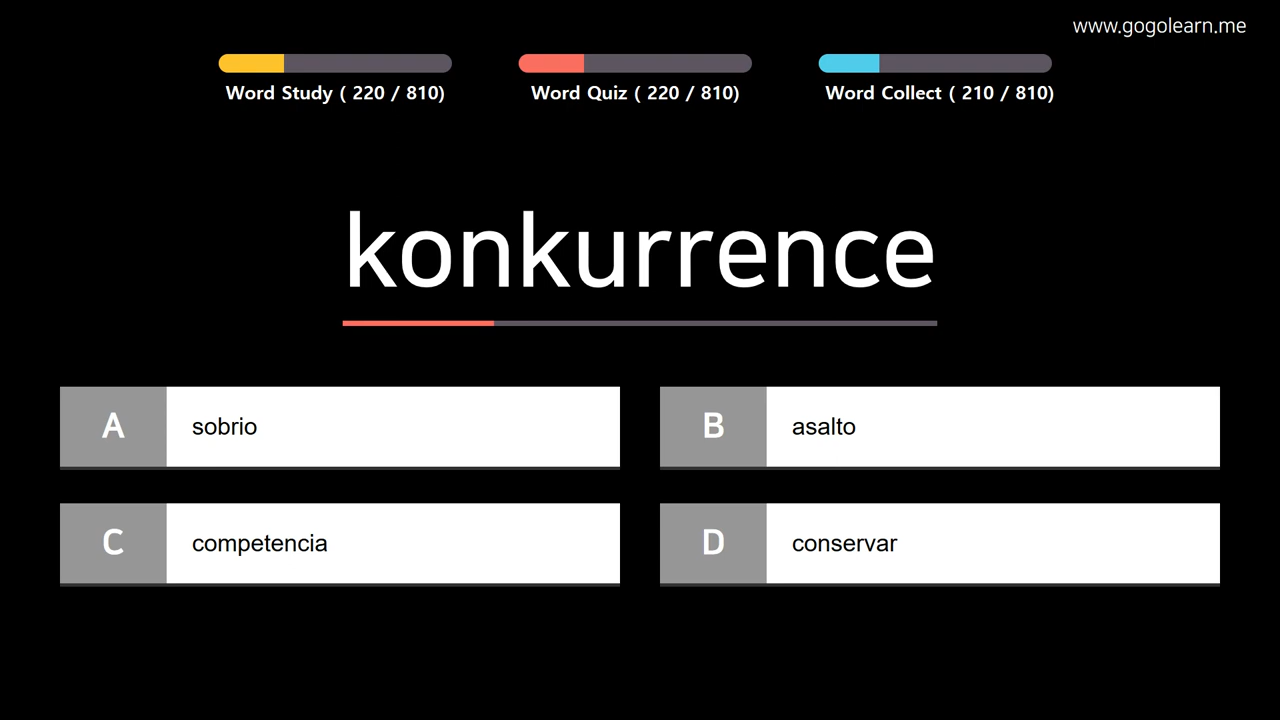 www.gogolearn.me
Word Study ( 220 / 810)
Word Quiz ( 220 / 810)
Word Collect ( 210 / 810)
konkurrence
A
sobrio
B
asalto
C
competencia
D
conservar